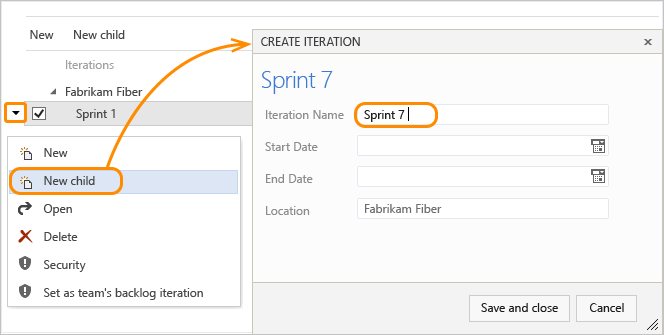 New New child
Iterations
Fabrikam Fiber
Sprint 1
New
New child
Open
Delete
Security
Set as team's backlog iteration
CREATE ITERATION
Sprint 7
Iteration Name Sprint 7
Start Date
End Date
Location Fabrikam Fiber
Save and close Cancel